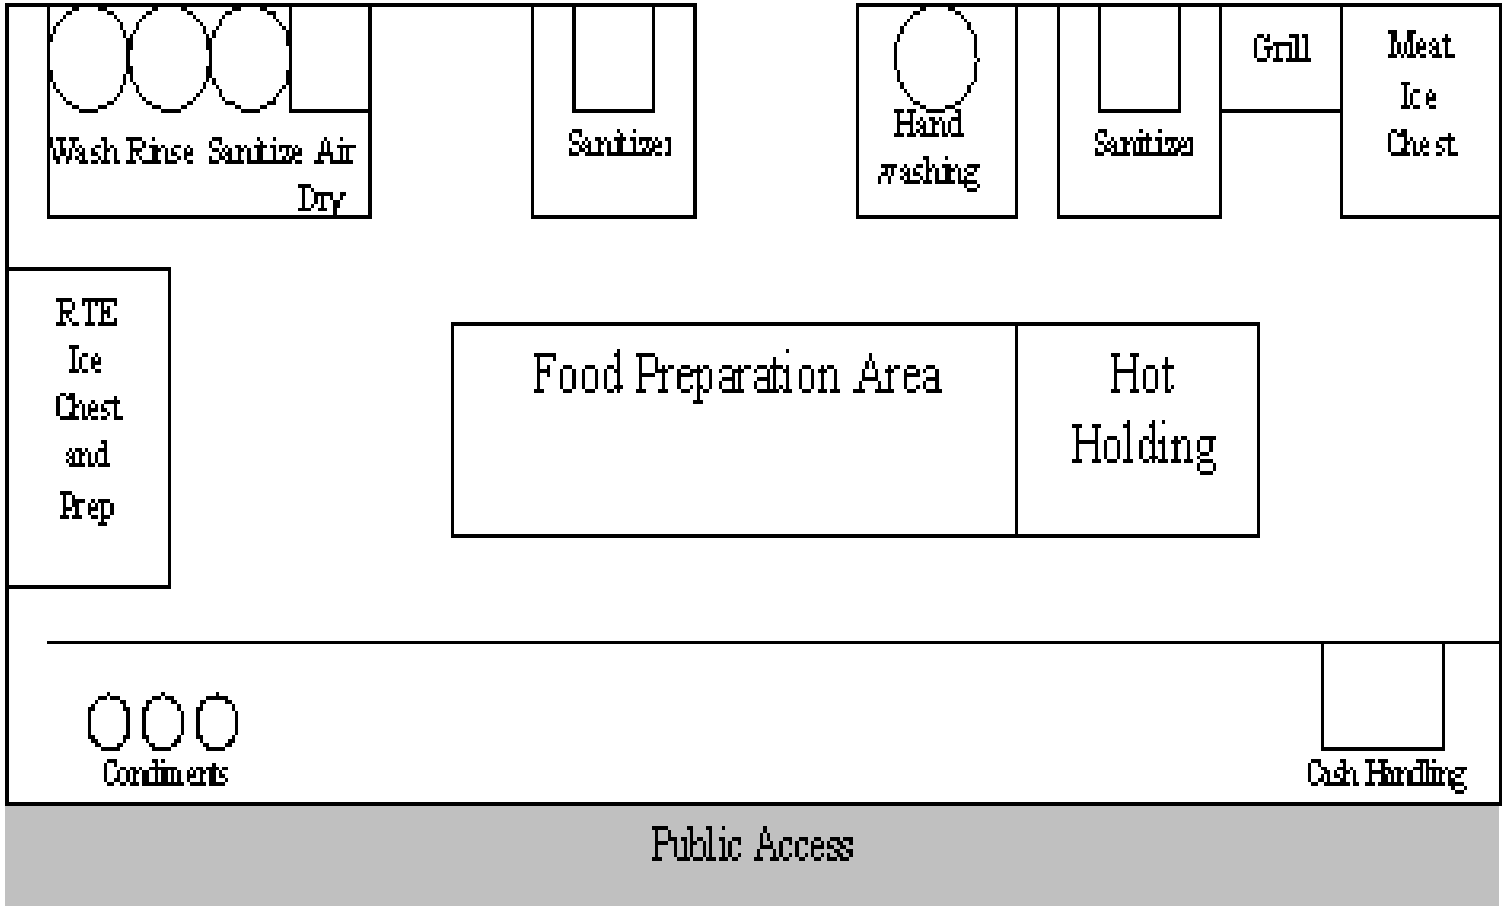 Wash Rinse Sanitize Air
Dry
Sanitizer
Hand
washing
Sanitizer
Grill
Meat
Ice
Chest
RTE
Ice
Chest
and
Prep
Food Preparation Area
Hot
Holding
Condiments
Cash Handling
Public Access